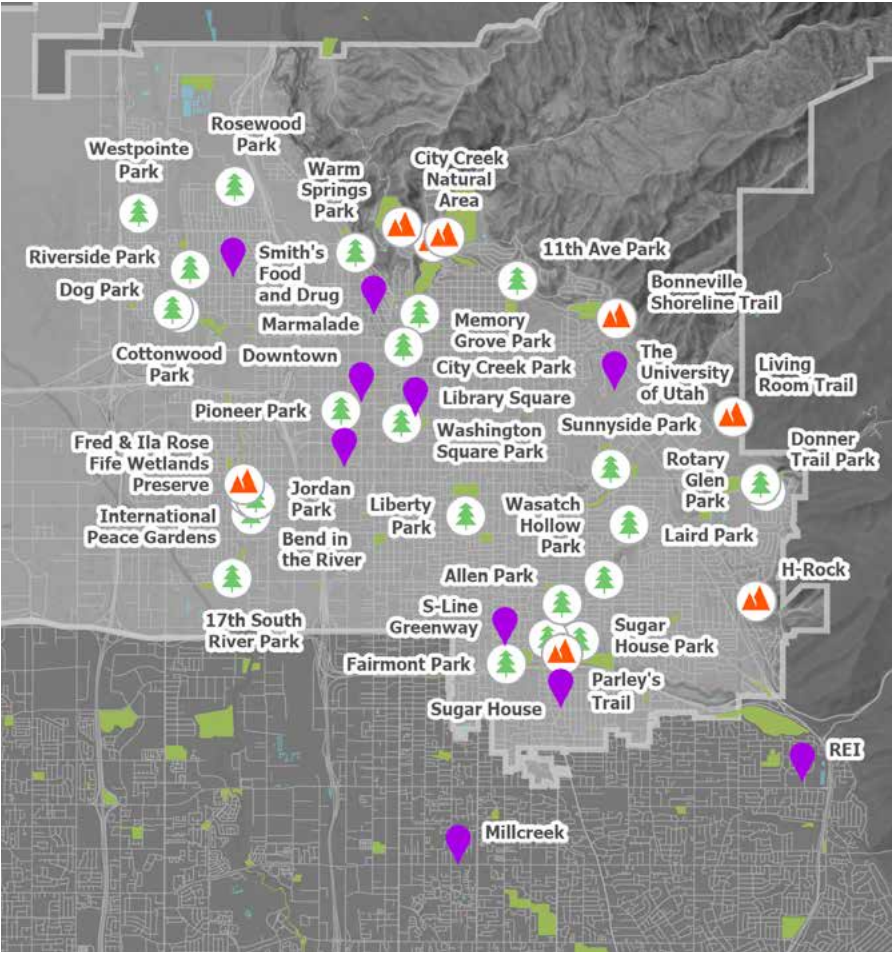 Rosewood
Park
Westpointe
Park
Warm
Springs
Park
City Creek
Natural
Area
Riverside Park
Dog Park
Smith's
Food
and Drug
11th Ave Park
Bonneville
Shoreline Trail
Marmalade
Cottonwood
Park
Downtown
Memory
Grove Park
City Creek Park
The
University
of Utah
Living
Room Trail
Pioneer Park
Library Square
Washington
Square Park
Sunnyside Park
Fred & Ila Rose
Fife Wetlands
Preserve
Donner
Trail Park
Rotary
Glen
Park
Jordan
Park
International
Peace Gardens
Liberty
Park
Wasatch
Hollow
Park
Laird Park
Bend in
the River
Allen Park
H-Rock
17th South
River Park
S-Line
Greenway
Sugar
House Park
Fairmont Park
Parley's
Trail
Sugar House
REI
Millcreek